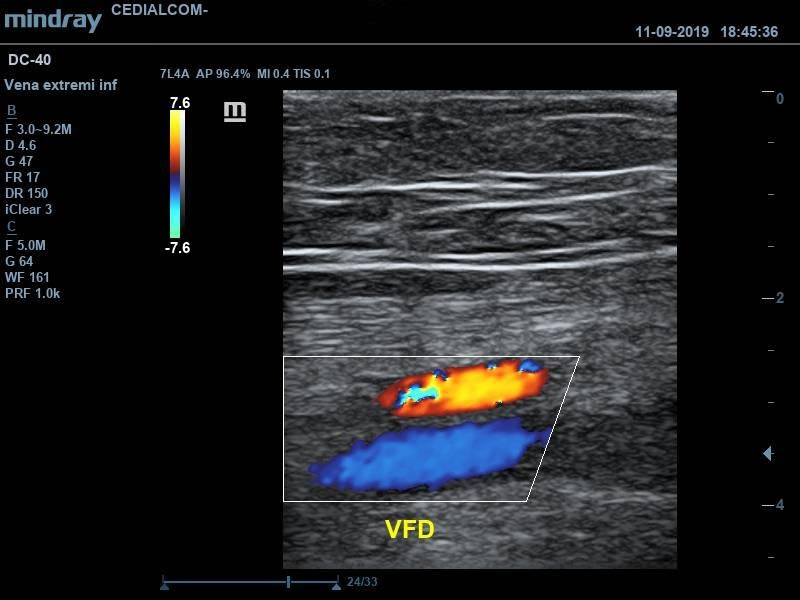 mindray CEDIALCOM-
11-09-2019 18:45:36
DC-40
Vena extremi inf
7L4A AP 96.4% MI 0.4 TIS 0.1
B
F 3.0~9.2M
D 4.6
G 47
FR 17
DR 150
iClear 3
C
F 5.0M
G 64
WF 161
PRF 1.0k
7.6
-7.6
m
0
2
4
VFD
24/33